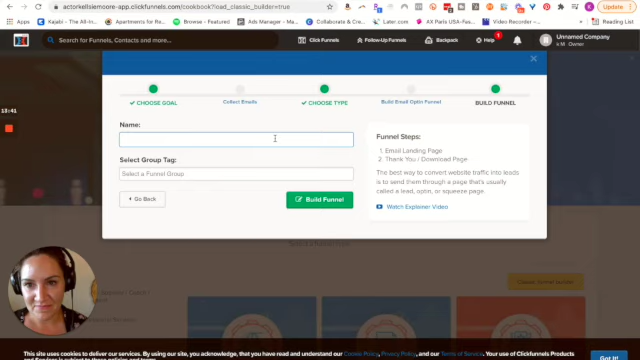 actorkellsiemoore-app.clickfunnels.com/cookbook?load_classic_builder=true
Update
Kajabi - The All-In...
Apartments for Re...
Browse - Featured
Ads Manager - Ma...
Collaborate & Crea...
Later.com
AX Paris USA-Fas...
Video Recorder –...
Search for Funnels, Contacts and more...
Click Funnels
Follow-Up Funnels
Backpack
Help
Unnamed Company
k M Owner
13:41
CHOOSE GOAL
Collect Emails
CHOOSE TYPE
Build Email Optin Funnel
BUILD FUNNEL
Name:
Select Group Tag:
Select a Funnel Group
Go Back
Build Funnel
Funnel Steps:
1. Email Landing Page
2. Thank You / Download Page
The best way to convert website traffic into leads
is to send them through a page that's usually
called a lead, optin, or squeeze page.
Watch Explainer Video
Classic funnel builder
This site uses cookies to deliver our services. By using our site, you acknowledge that you have read and understand our Cookie Policy, Privacy Policy, and our Terms of Service. Your use of Clickfunnels Products
Got it!